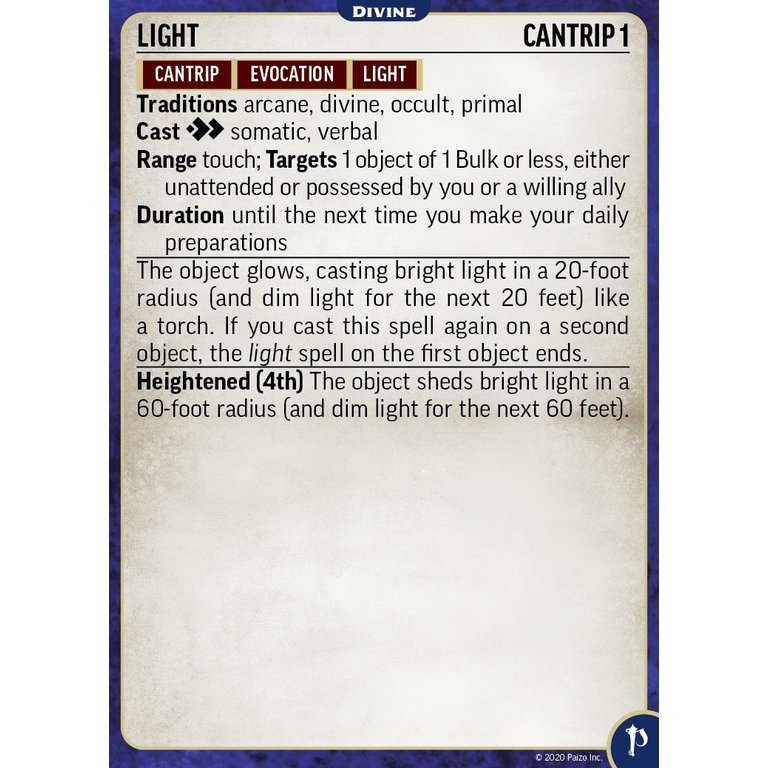 DIVINE
LIGHT CANTRIP 1
CANTRIP EVOCATION LIGHT
Traditions arcane, divine, occult, primal
Cast somatic, verbal
Range touch; Targets 1 object of 1 Bulk or less, either
unattended or possessed by you or a willing ally
Duration until the next time you make your daily
preparations
The object glows, casting bright light in a 20-foot
radius (and dim light for the next 20 feet) like
a torch. If you cast this spell again on a second
object, the light spell on the first object ends.
Heightened (4th) The object sheds bright light in a
60-foot radius (and dim light for the next 60 feet).
© 2020 Paizo Inc.
P